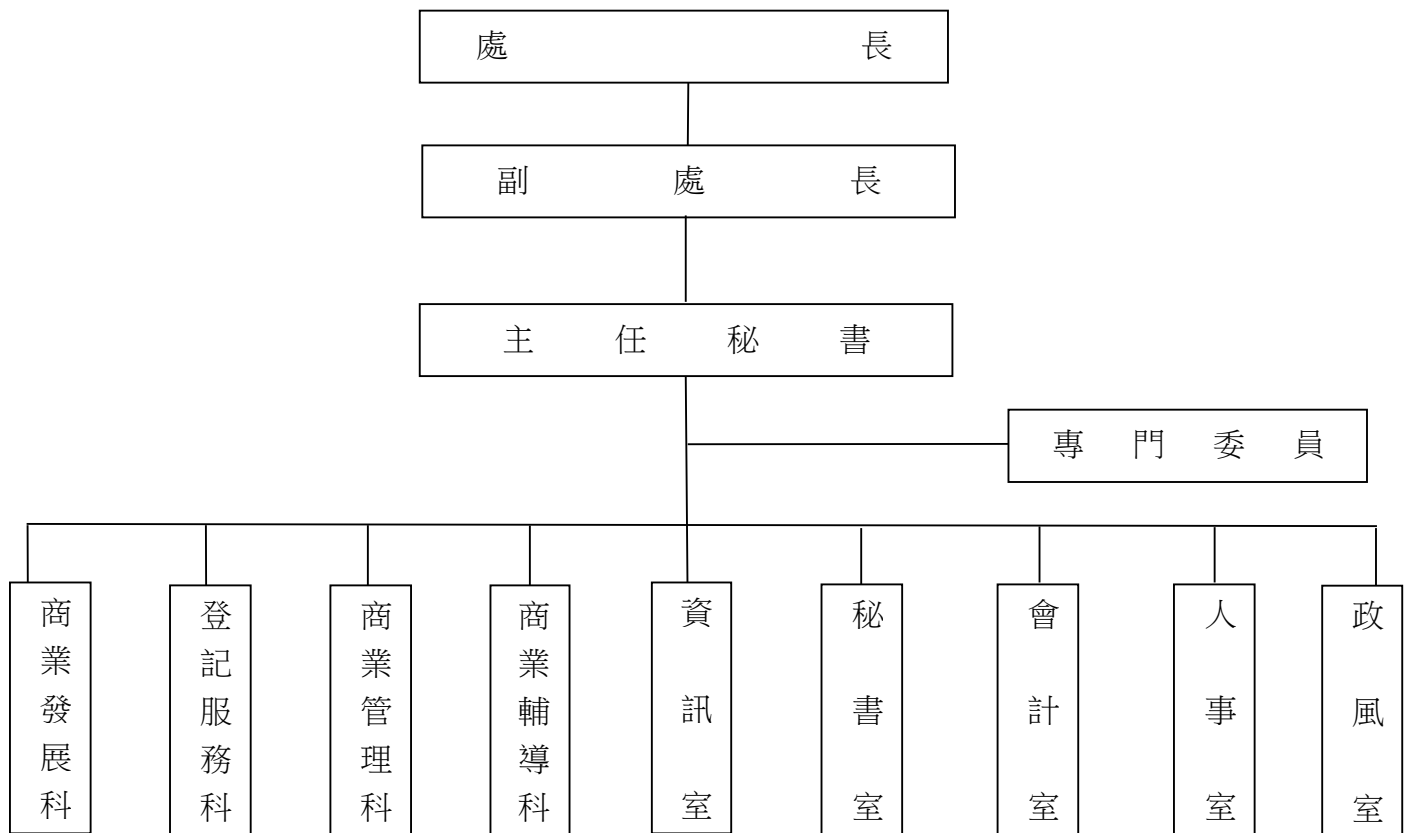 處長
副處長
主任秘書
專門委員
商業發展科
登記服務科
商業管理科
商業輔導科
資訊室
秘書室
會計室
人事室
政風室